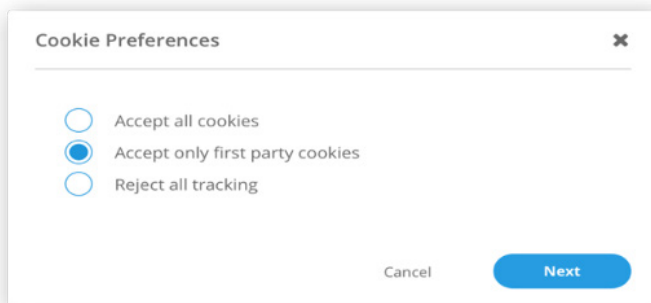 Cookie Preferences
Accept all cookies
Accept only first party cookies
Reject all tracking
Cancel
Next